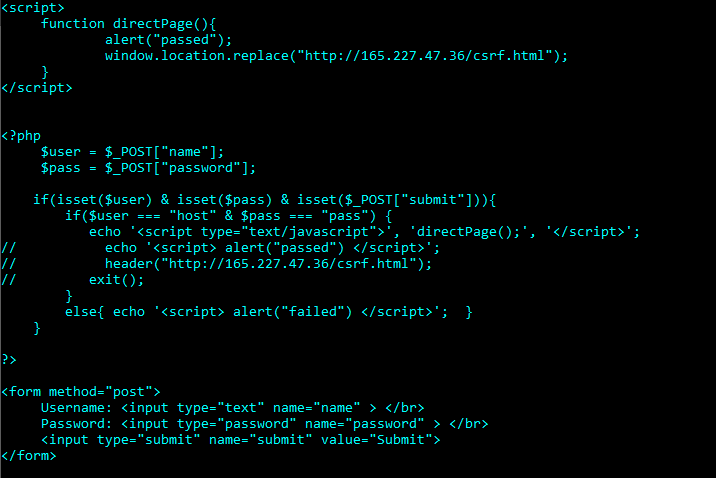 <script>
function directPage(){
alert("passed");
window.location.replace("http://165.227.47.36/csrf.html");
}
</script>
<?php
$user = $_POST["name"];
$pass = $_POST["password"];
if(isset($user) & isset($pass) & isset($_POST["submit"])){
if($user === "host" & $pass === "pass") {
echo '<script type="text/javascript">', 'directPage();', '</script>';
// echo '<script> alert("passed") </script>';
// header("http://165.227.47.36/csrf.html");
// exit();
}
else{ echo '<script> alert("failed") </script>'; }
}
?>
<form method="post">
Username: <input type="text" name="name" > </br>
Password: <input type="password" name="password" > </br>
<input type="submit" name="submit" value="Submit">
</form>